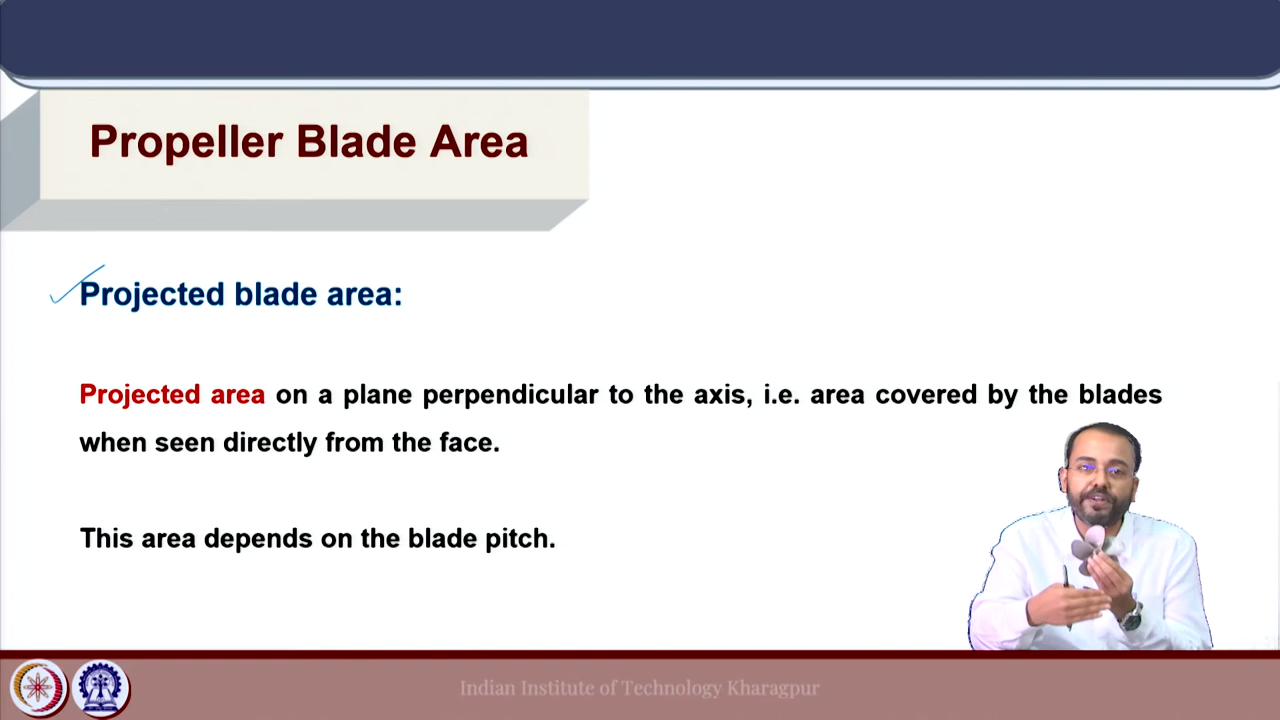 Propeller Blade Area
Projected blade area:
Projected area on a plane perpendicular to the axis, i.e. area covered by the blades
when seen directly from the face.
This area depends on the blade pitch.
Indian Institute of Technology Kharagpur